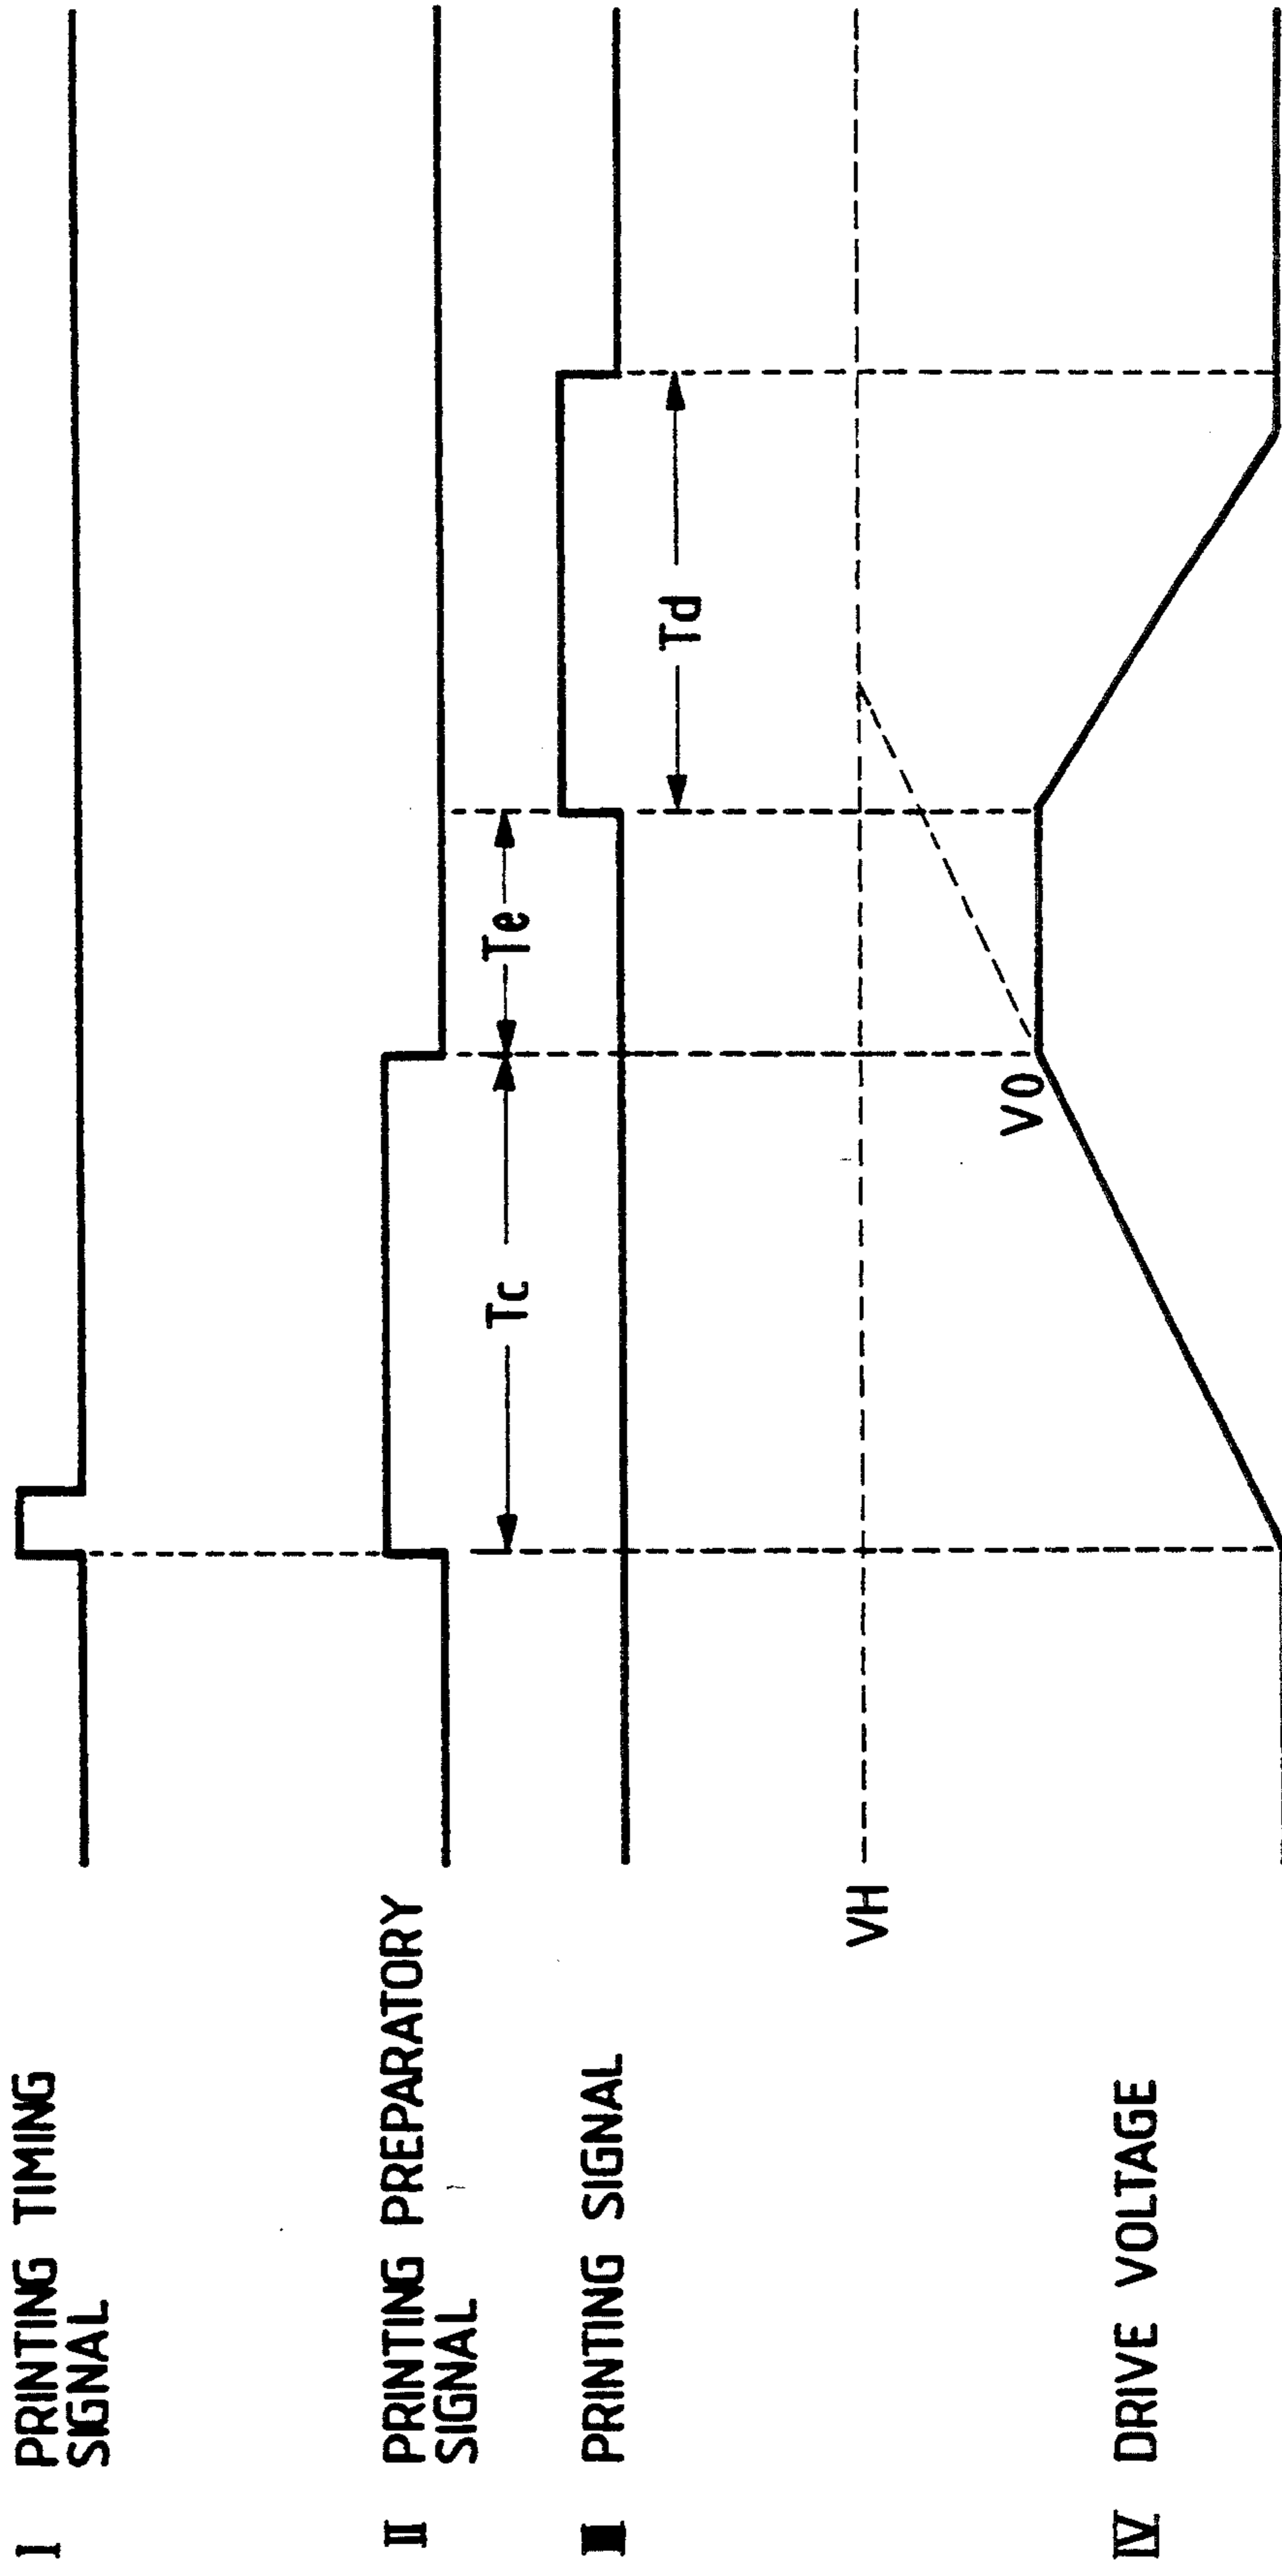 I PRINTING TIMING
SIGNAL
II PRINTING PREPARATORY
SIGNAL
Tc
Te
III PRINTING SIGNAL
Td
VH
V0
IV DRIVE VOLTAGE